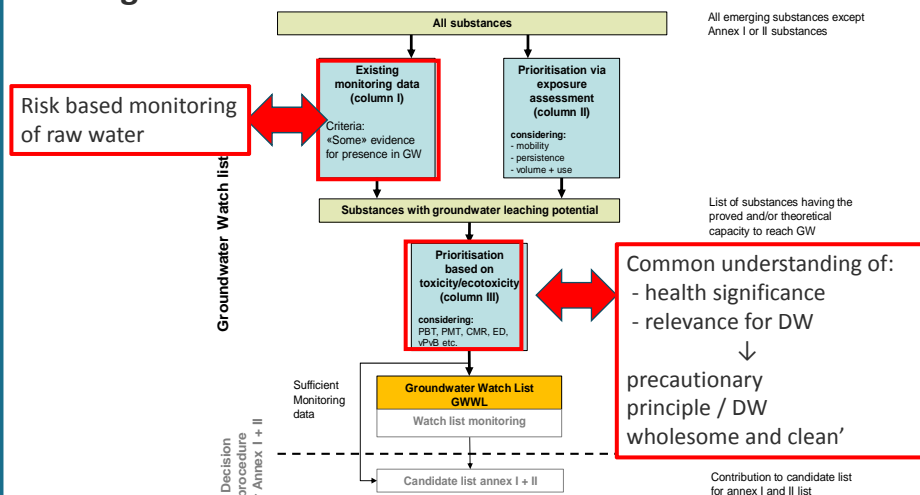 All substances
All emerging substances except
Annex I or II substances
Existing
monitoring data
(column I)
Criteria:
«Some» evidence
for presence in GW
Prioritisation via
exposure
assessment
(column II)
considering:
- mobility
- persistence
- volume + use
Risk based monitoring
of raw water
Groundwater Watch list
Substances with groundwater leaching potential
List of substances having the
proved and/or theoretical
capacity to reach GW
Prioritisation
based on
toxicity/ecotoxicity
(column III)
considering:
PBT, PMT, CMR, ED,
vPvB etc.
Common understanding of:
- health significance
- relevance for DW
↓
precautionary
principle / DW
wholesome and clean’
Sufficient
Monitoring
data
Groundwater Watch List
GWWL
Watch list monitoring
Decision
procedure
Annex I + II
Candidate list annex I + II
Contribution to candidate list
for annex I and II list